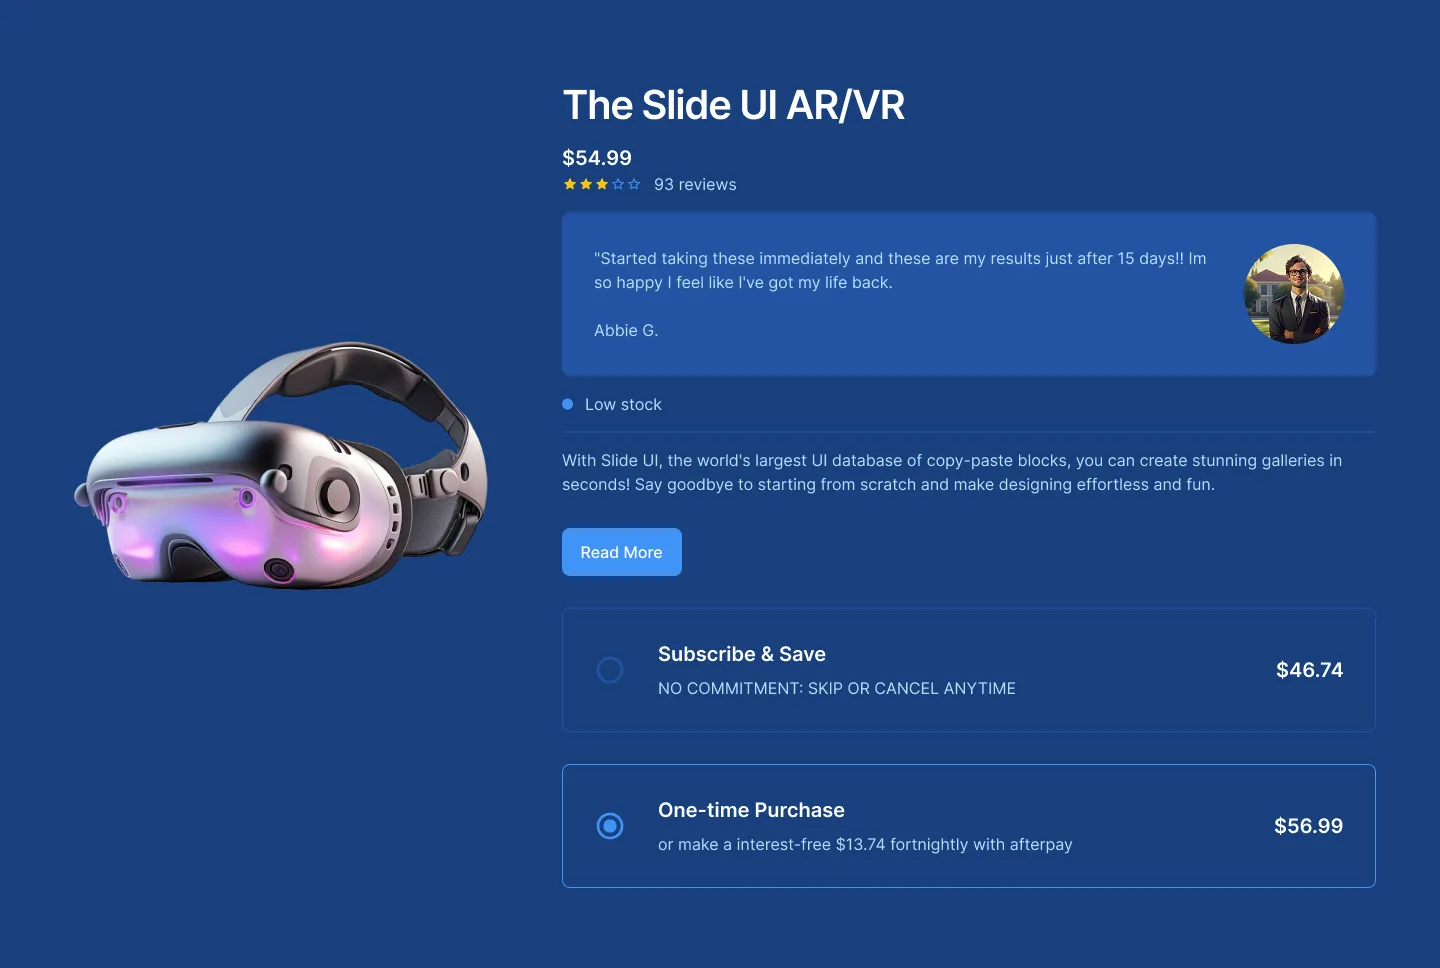 The Slide UI AR/VR
$54.99
93 reviews
"Started taking these immediately and these are my results just after 15 days!! Im
so happy I feel like I've got my life back.
Abbie G.
Low stock
With Slide UI, the world's largest UI database of copy-paste blocks, you can create stunning galleries in
seconds! Say goodbye to starting from scratch and make designing effortless and fun.
Read More
Subscribe & Save
NO COMMITMENT: SKIP OR CANCEL ANYTIME
$46.74
One-time Purchase
or make a interest-free $13.74 fortnightly with afterpay
$56.99